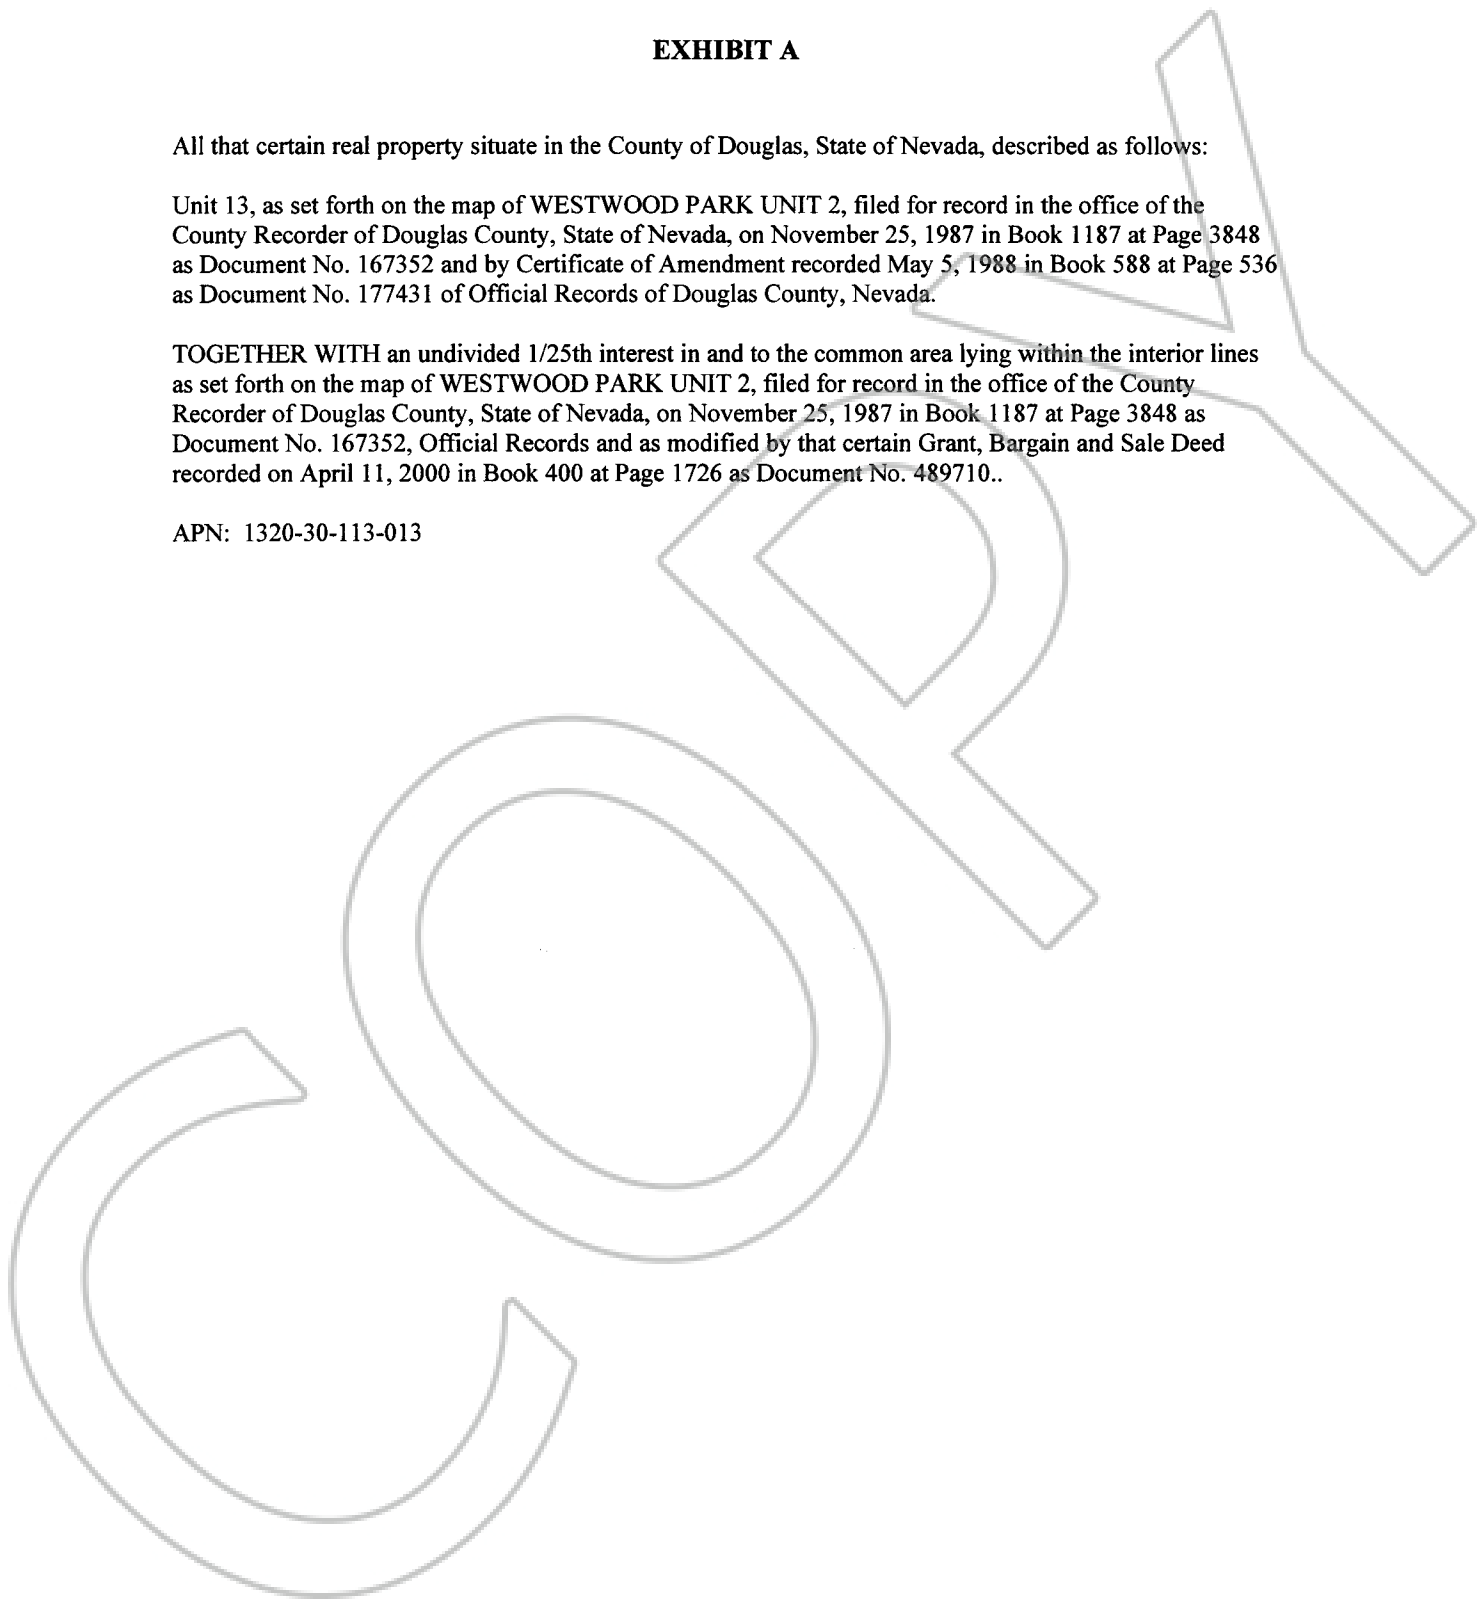 EXHIBIT A
All that certain real property situate in the County of Douglas, State of Nevada, described as follows:
Unit 13, as set forth on the map of WESTWOOD PARK UNIT 2, filed for record in the office of the
County Recorder of Douglas County, State of Nevada, on November 25, 1987 in Book 1187 at Page 3848
as Document No. 167352 and by Certificate of Amendment recorded May 5, 1988 in Book 588 at Page 536
as Document No. 177431 of Official Records of Douglas County, Nevada.
TOGETHER WITH an undivided 1/25th interest in and to the common area lying within the interior lines
as set forth on the map of WESTWOOD PARK UNIT 2, filed for record in the office of the County
Recorder of Douglas County, State of Nevada, on November 25, 1987 in Book 1187 at Page 3848 as
Document No. 167352, Official Records and as modified by that certain Grant, Bargain and Sale Deed
recorded on April 11, 2000 in Book 400 at Page 1726 as Document No. 489710..
APN: 1320-30-113-013
COPY